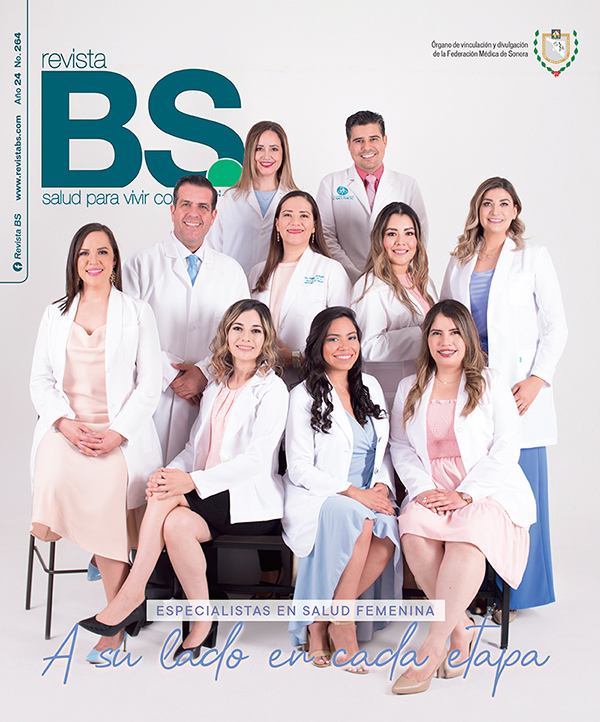 Órgano de vinculación y divulgación
de la Federación Médica de Sonora
revista
BS.
salud para vivir
Revista BS www.revistabs.com Año 24 No. 264
ESPECIALISTAS EN SALUD FEMENINA
A su lado en cada etapa